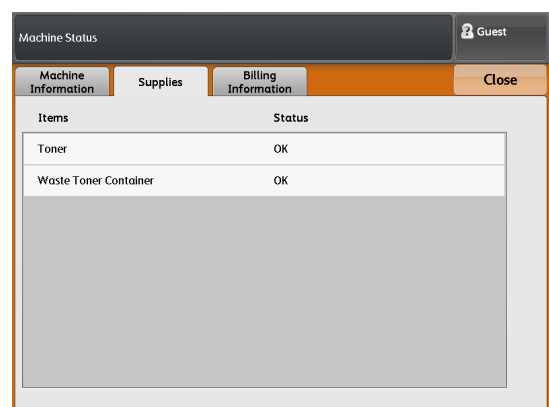 Machine Status
Guest
Machine
Information
Supplies
Billing
Information
Close
Items Status
Toner OK
Waste Toner Container OK